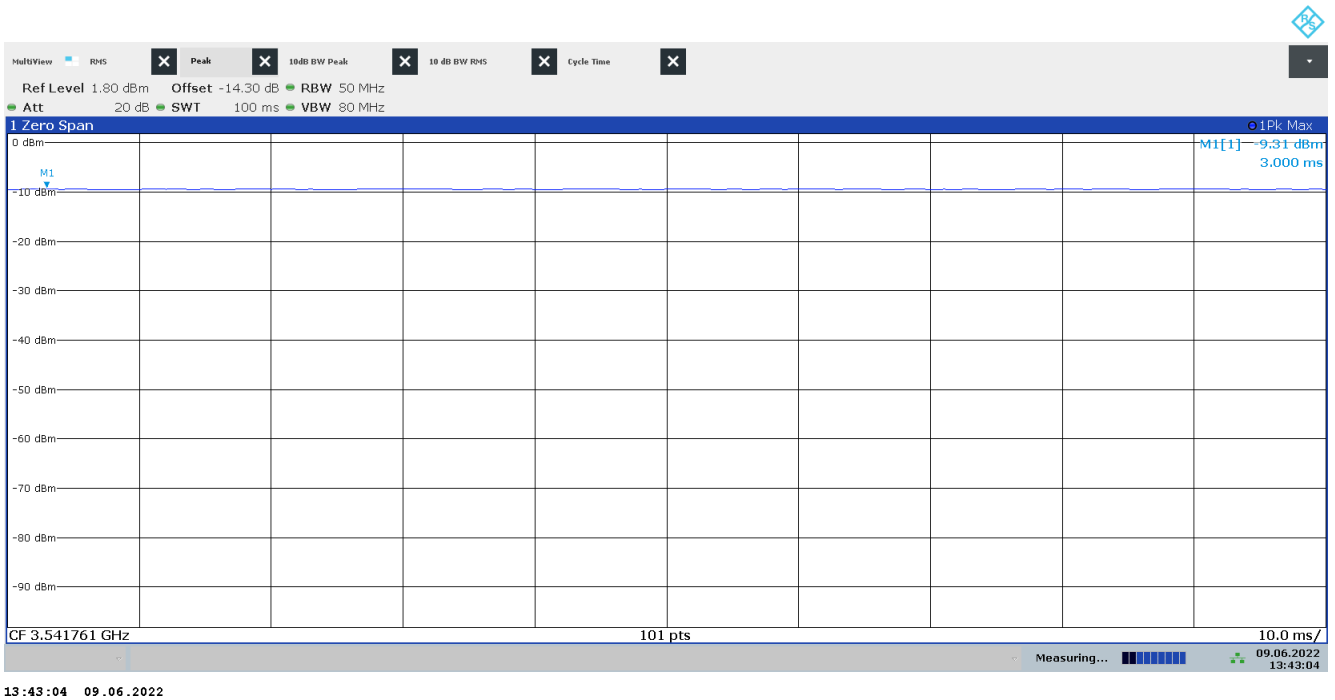 R&S
MultiView RMS Peak 10dB BW Peak 10 dB BW RMS Cycle Time
Ref Level 1.80 dBm Offset -14.30 dB RBW 50 MHz
Att 20 dB SWT 100 ms VBW 80 MHz
1 Zero Span 1Pk Max
0 dBm M1[1] -9.31 dBm
3.000 ms
M1
-10 dBm
-20 dBm
-30 dBm
-40 dBm
-50 dBm
-60 dBm
-70 dBm
-80 dBm
-90 dBm
CF 3.541761 GHz 101 pts 10.0 ms/
Measuring... 09.06.2022
13:43:04
13:43:04 09.06.2022